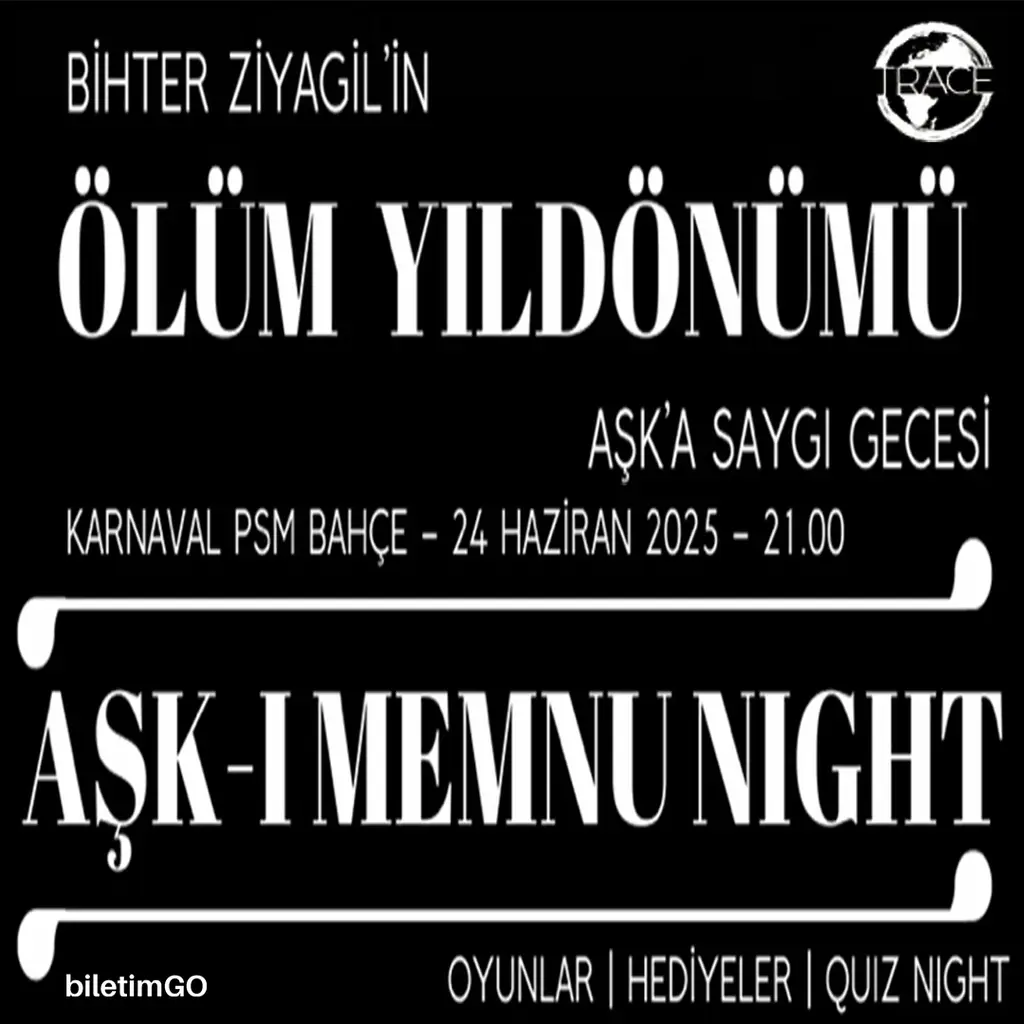 BİHTER ZİYAGİL'İN
TRACE
ÖLÜM YILDÖNÜMÜ
AŞK'A SAYGI GECESİ
KARNAVAL PSM BAHÇE – 24 HAZİRAN 2025 – 21.00
AŞK-I MEMNU NIGHT
biletimGO
OYUNLAR | HEDİYELER | QUIZ NIGHT